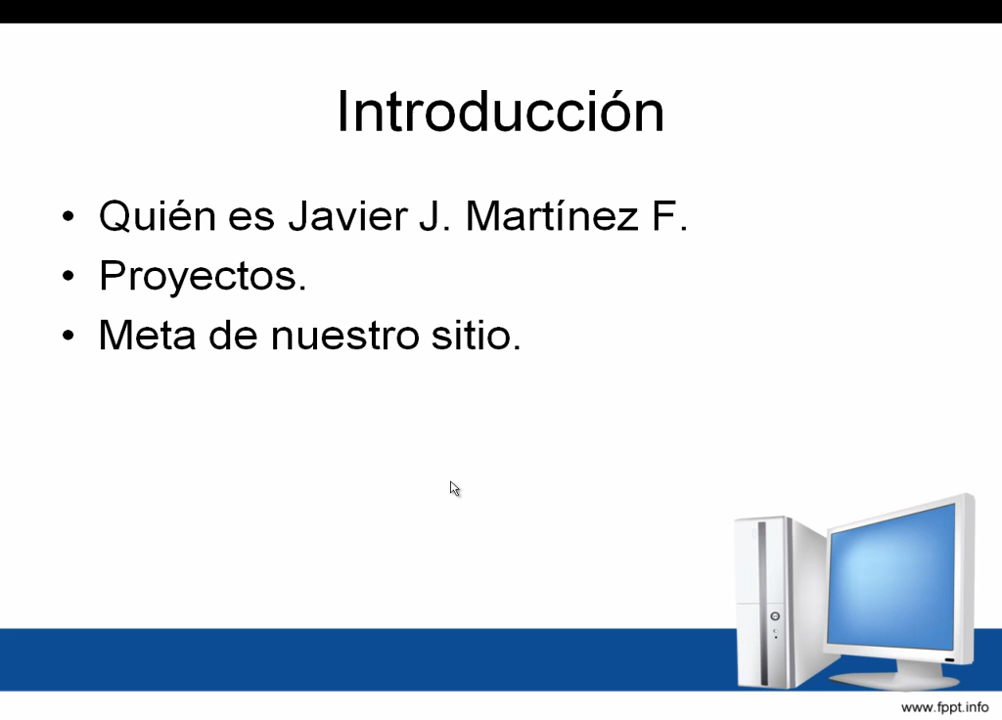 Introducción
• Quién es Javier J. Martínez F.
• Proyectos.
• Meta de nuestro sitio.
www.fppt.info